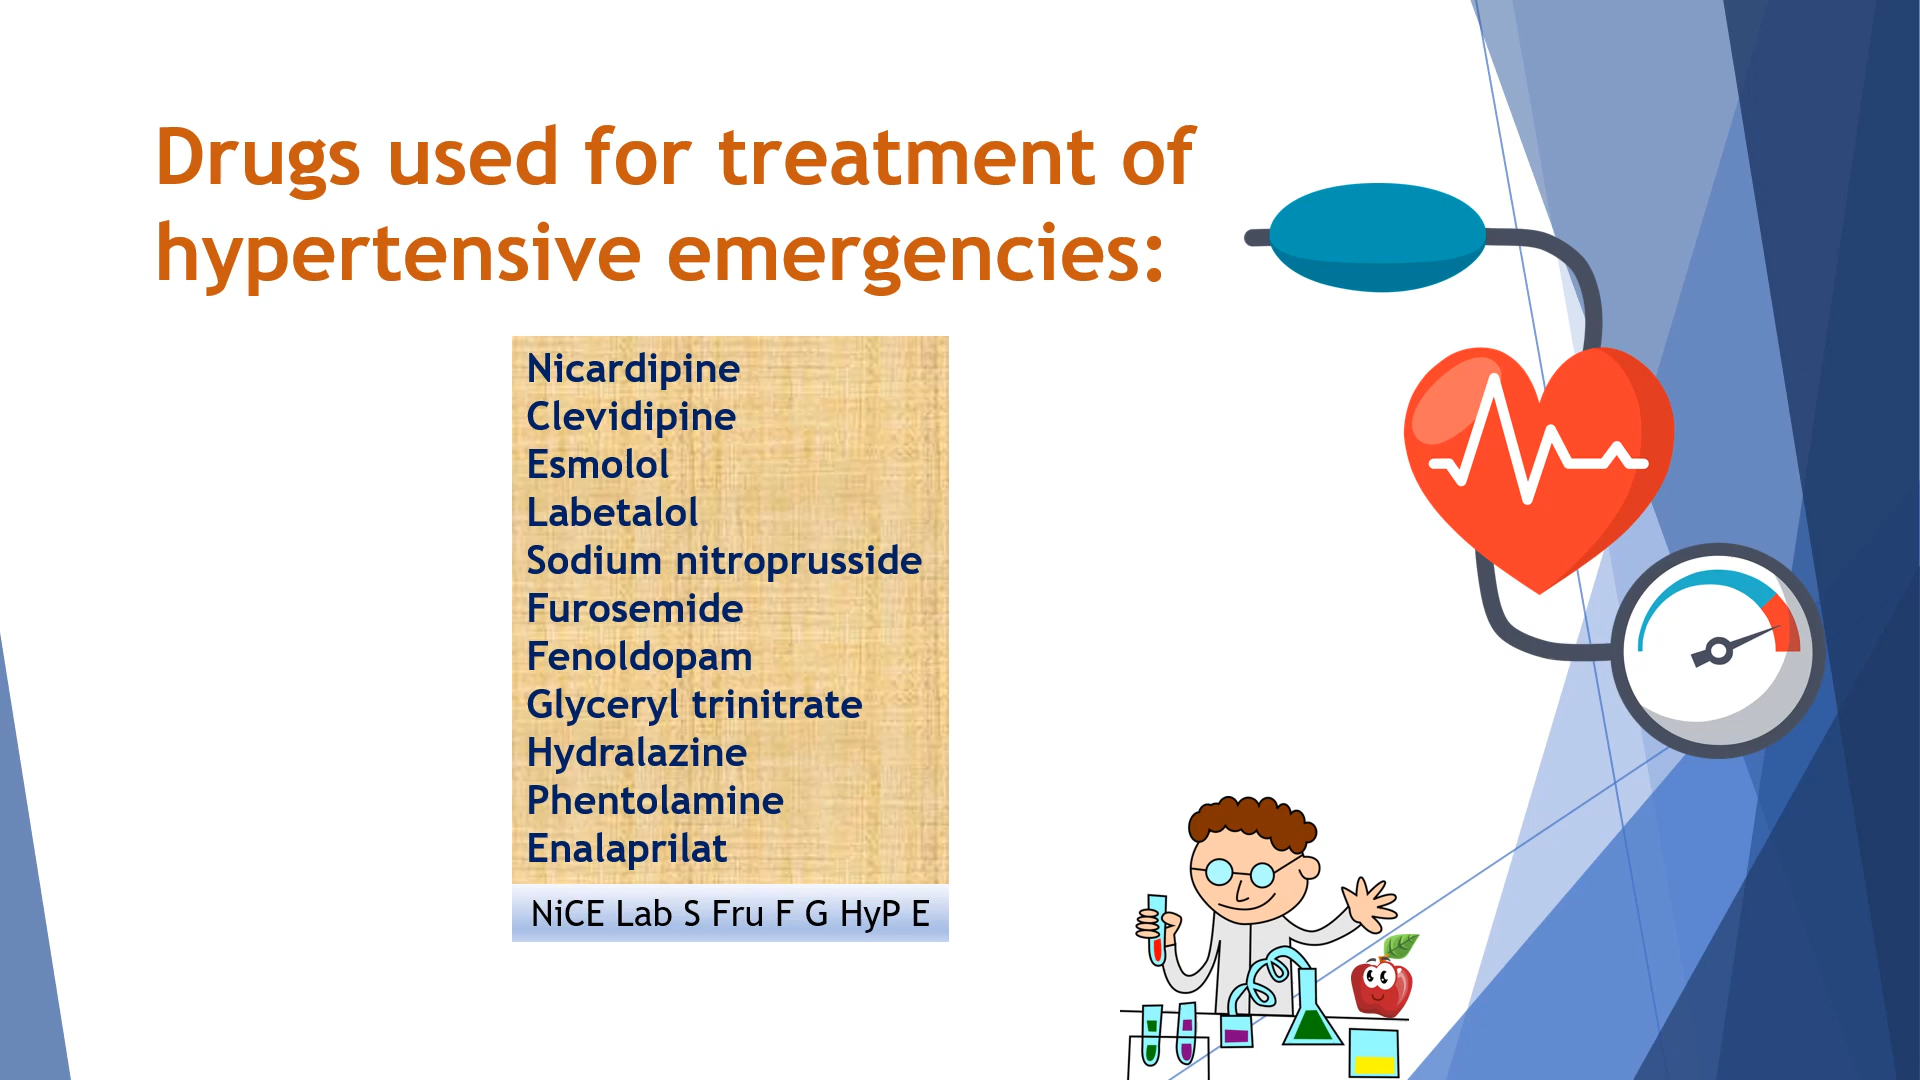 Drugs used for treatment of
hypertensive emergencies:
Nicardipine
Clevidipine
Esmolol
Labetalol
Sodium nitroprusside
Furosemide
Fenoldopam
Glyceryl trinitrate
Hydralazine
Phentolamine
Enalaprilat
NiCE Lab S Fru F G HyP E